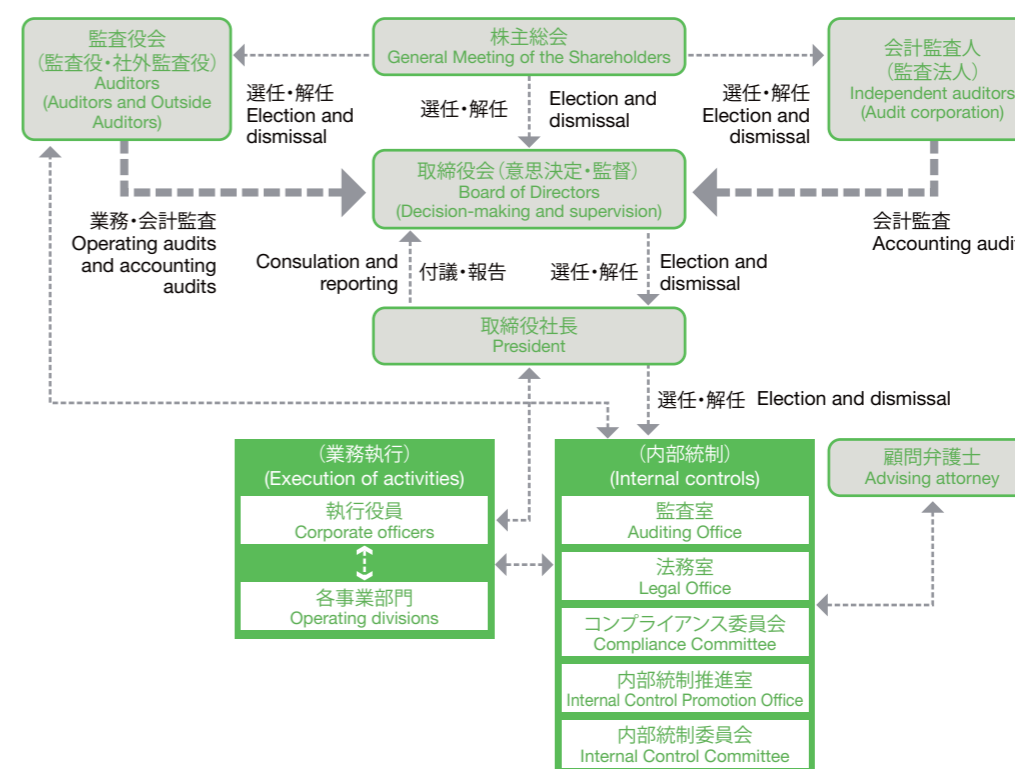 監査役会
(監査役・社外監査役)
Auditors
(Auditors and Outside
Auditors)
株主総会
General Meeting of the Shareholders
会計監査人
(監査法人)
Independent auditors
(Audit corporation)
選任・解任
Election and
dismissal
選任・解任
Election and
dismissal
選任・解任
Election and
dismissal
取締役会(意思決定・監督)
Board of Directors
(Decision-making and supervision)
業務・会計監査
Operating audits
and accounting
audits
会計監査
Accounting audit
Consulation and
reporting
付議・報告
選任・解任
Election and
dismissal
取締役社長
President
選任・解任 Election and dismissal
(業務執行)
(Execution of activities)
執行役員
Corporate officers
各事業部門
Operating divisions
(内部統制)
(Internal controls)
監査室
Auditing Office
法務室
Legal Office
コンプライアンス委員会
Compliance Committee
内部統制推進室
Internal Control Promotion Office
内部統制委員会
Internal Control Committee
顧問弁護士
Advising attorney